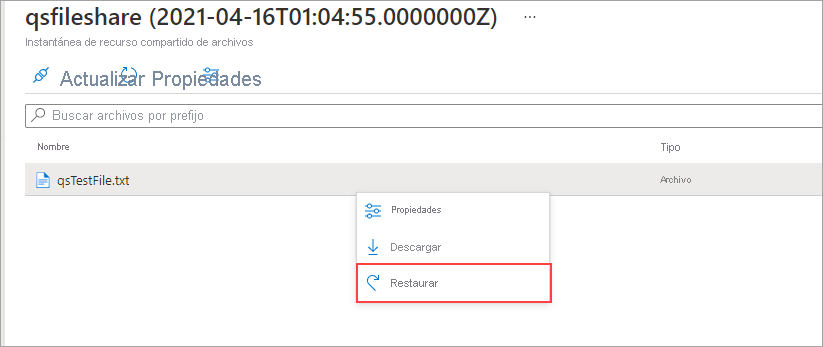 qsfileshare (2021-04-16T01:04:55.0000000Z) ...
Instantánea de recurso compartido de archivos
Actualizar Propiedades
Buscar archivos por prefijo
Nombre Tipo
qsTestFile.txt Archivo
Propiedades
Descargar
Restaurar